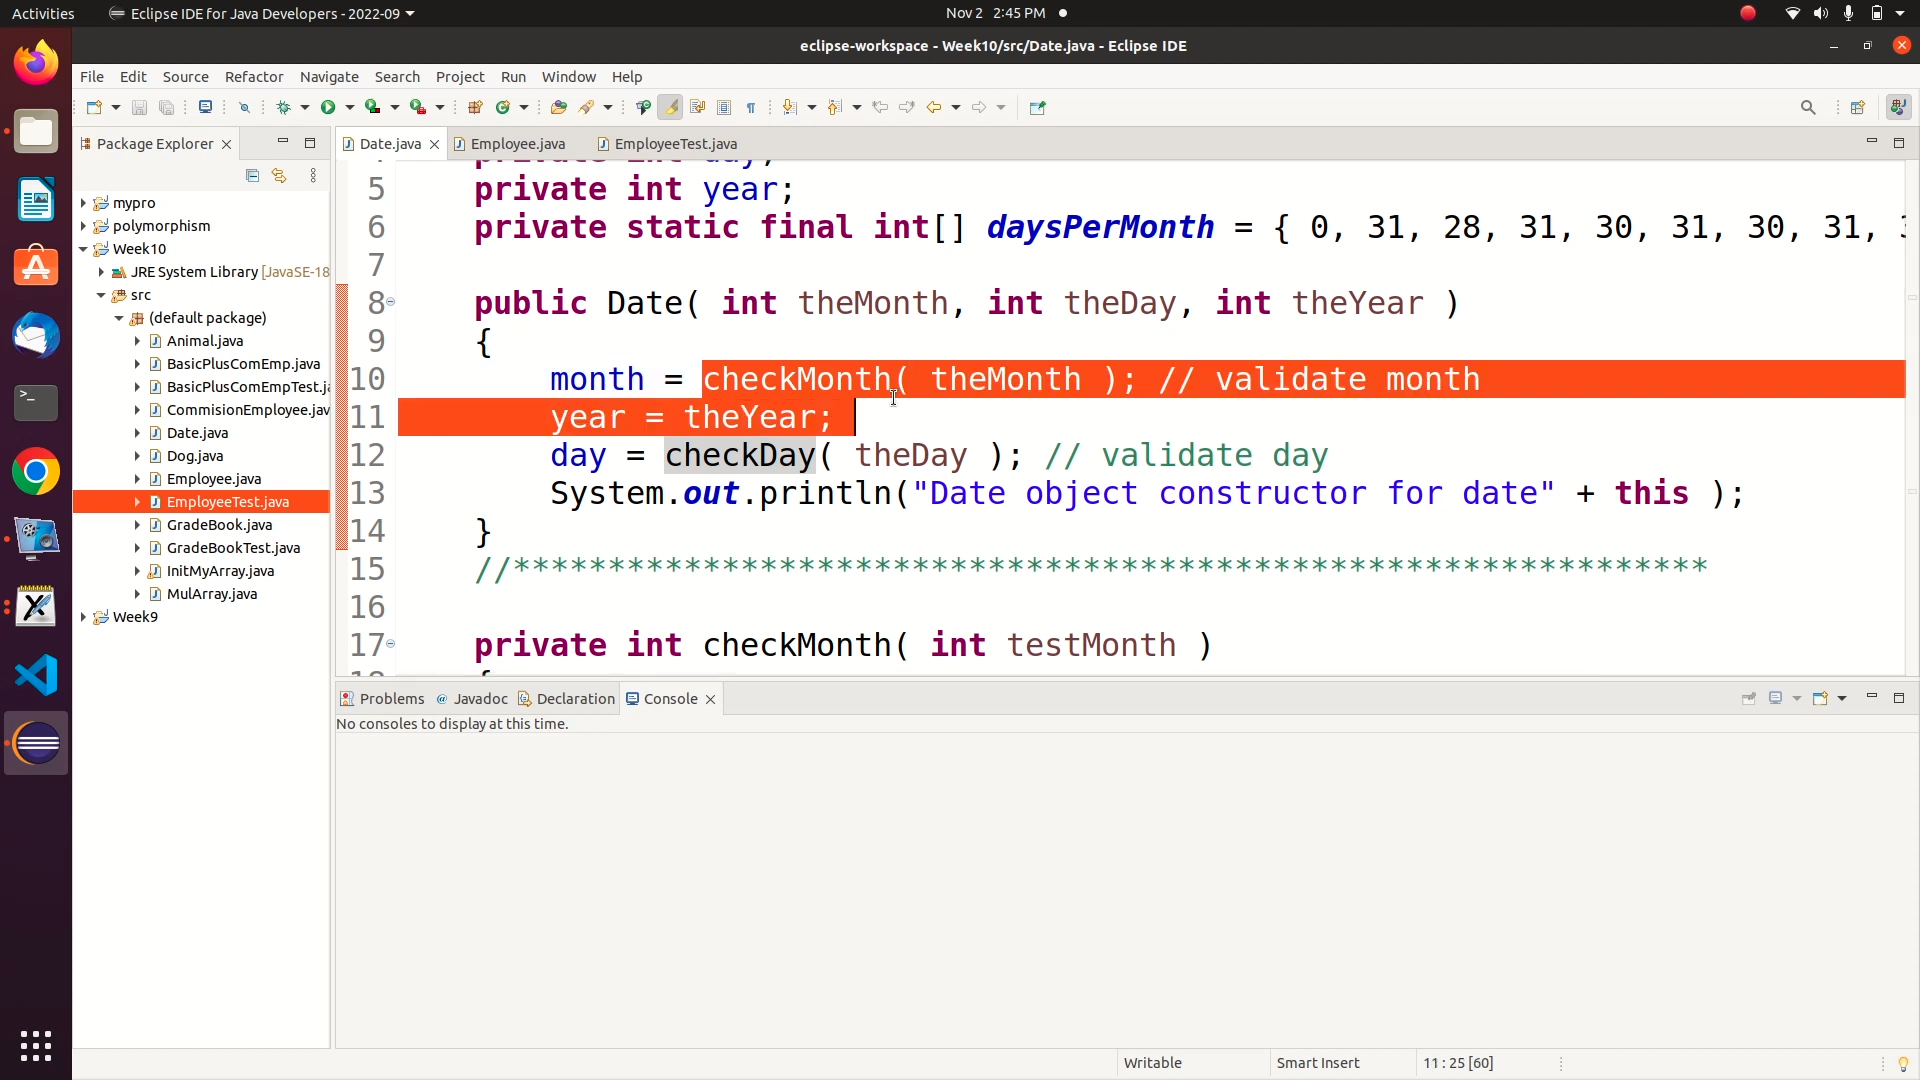 Activities
Eclipse IDE for Java Developers - 2022-09
Nov 2 2:45 PM
eclipse-workspace - Week10/src/Date.java - Eclipse IDE
File Edit Source Refactor Navigate Search Project Run Window Help
Package Explorer
Date.java
Employee.java
EmployeeTest.java
mypro
polymorphism
Week10
JRE System Library [JavaSE-18
src
(default package)
Animal.java
BasicPlusComEmp.java
BasicPlusComEmpTest.ja
CommisionEmployee.jav
Date.java
Dog.java
Employee.java
EmployeeTest.java
GradeBook.java
GradeBookTest.java
InitMyArray.java
MulArray.java
Week9
5 private int year;
6 private static final int[] daysPerMonth = { 0, 31, 28, 31, 30, 31, 30, 31,
7
8 public Date( int theMonth, int theDay, int theYear )
9 {
10 month = checkMonth( theMonth ); // validate month
11 year = theYear;
12 day = checkDay( theDay ); // validate day
13 System.out.println("Date object constructor for date" + this );
14 }
15 //***************************************************************
16
17 private int checkMonth( int testMonth )
Problems
Javadoc
Declaration
Console
No consoles to display at this time.
Writable
Smart Insert
11 : 25 [60]